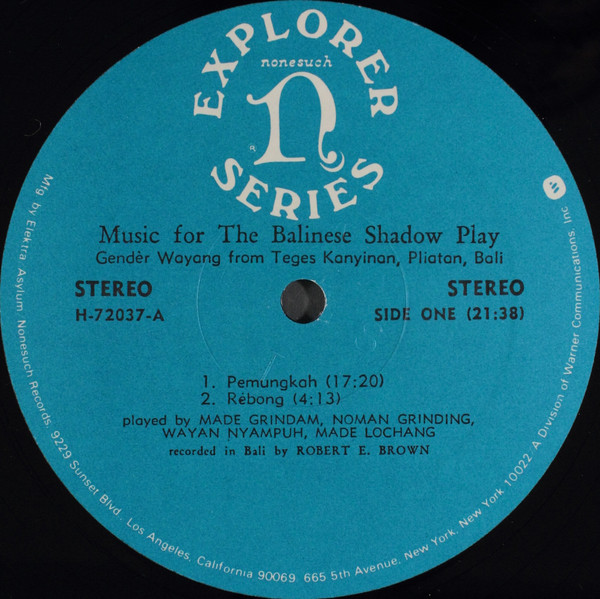 EXPLORER
nonesuch
n
®
SERIES
Music for The Balinese Shadow Play
Gendèr Wayang from Teges Kanyinan, Pliatan, Bali
STEREO
STEREO
H-72037-A
SIDE ONE (21:38)
1. Pemungkah (17:20)
2. Rébong (4:13)
played by MADE GRINDAM, NOMAN GRINDING,
WAYAN NYAMPUH, MADE LOCHANG
recorded in Bali by ROBERT E. BROWN
Mfg by Elektra Asylum Nonesuch Records, 9229 Sunset Blvd. Los Angeles, California 90069. 665 5th Avenue, New York, New York 10022. A Division of Warner Communications, Inc